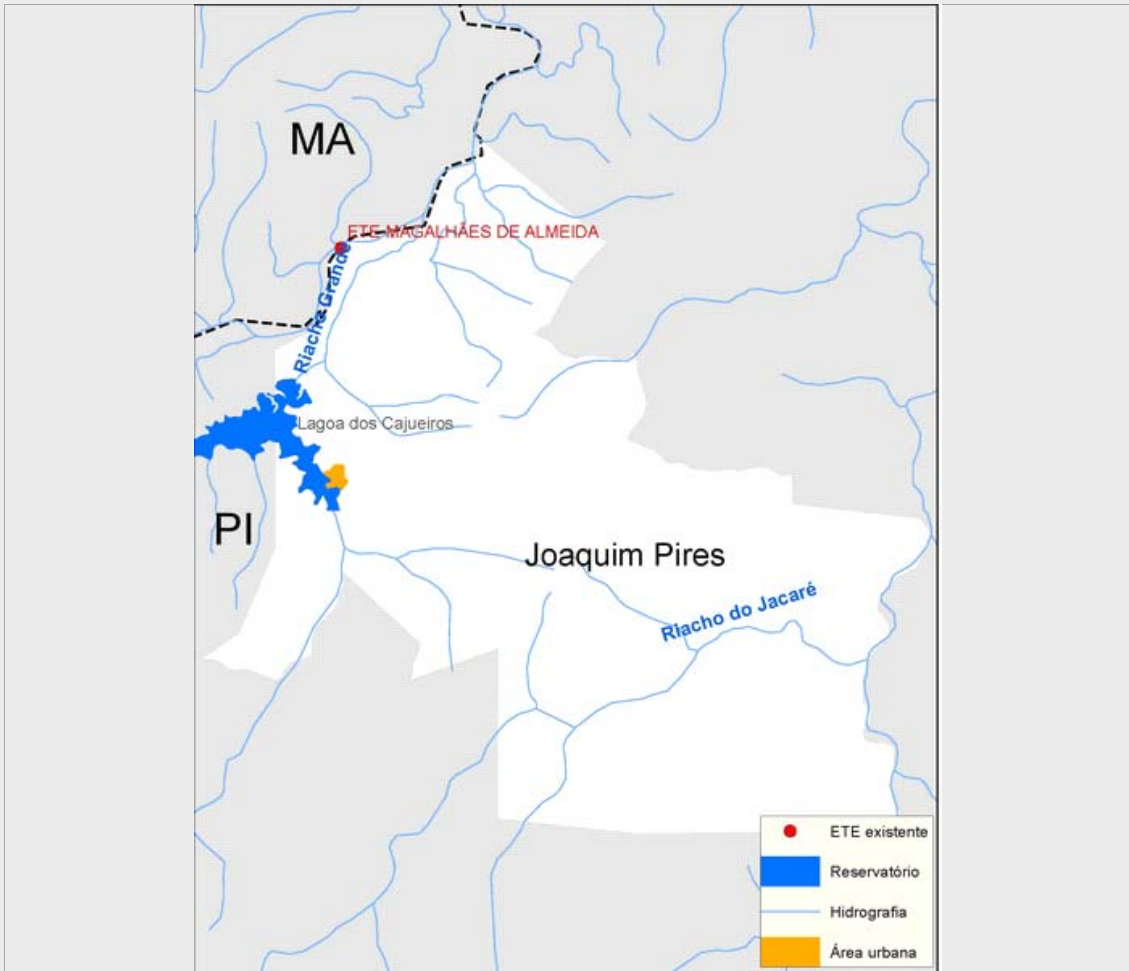 MA
ETE MAGALHÃES DE ALMEIDA
Riacho Grande
Lagoa dos Cajueiros
PI
Joaquim Pires
Riacho do Jacaré
ETE existente
Reservatório
Hidrografia
Área urbana